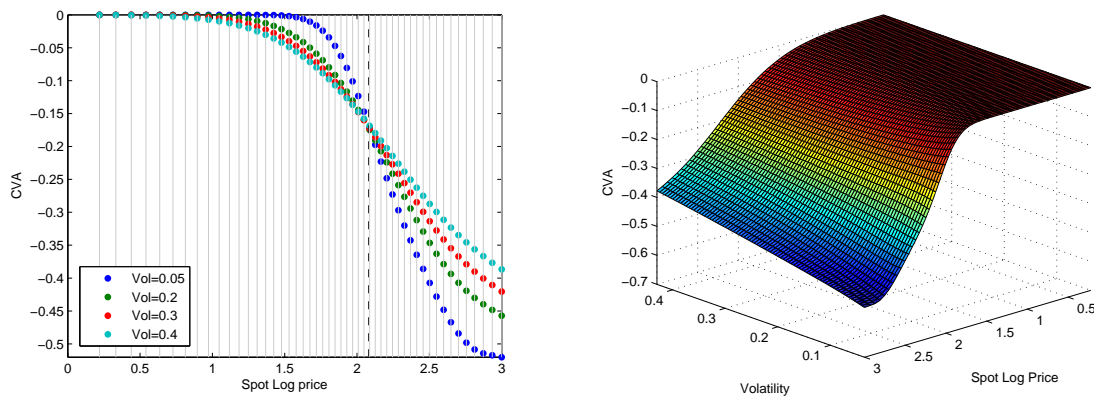 0
−0.05
−0.1
−0.15
−0.2
−0.25
−0.3
−0.35
−0.4
−0.45
−0.5
CVA
Vol=0.05
Vol=0.2
Vol=0.3
Vol=0.4
0 0.5 1 1.5 2 2.5 3
Spot Log price
0
−0.1
−0.2
−0.3
−0.4
−0.5
−0.6
−0.7
CVA
0.4 0.3 0.2 0.1
Volatility
3 2.5 2 1.5 1 0.5
Spot Log Price